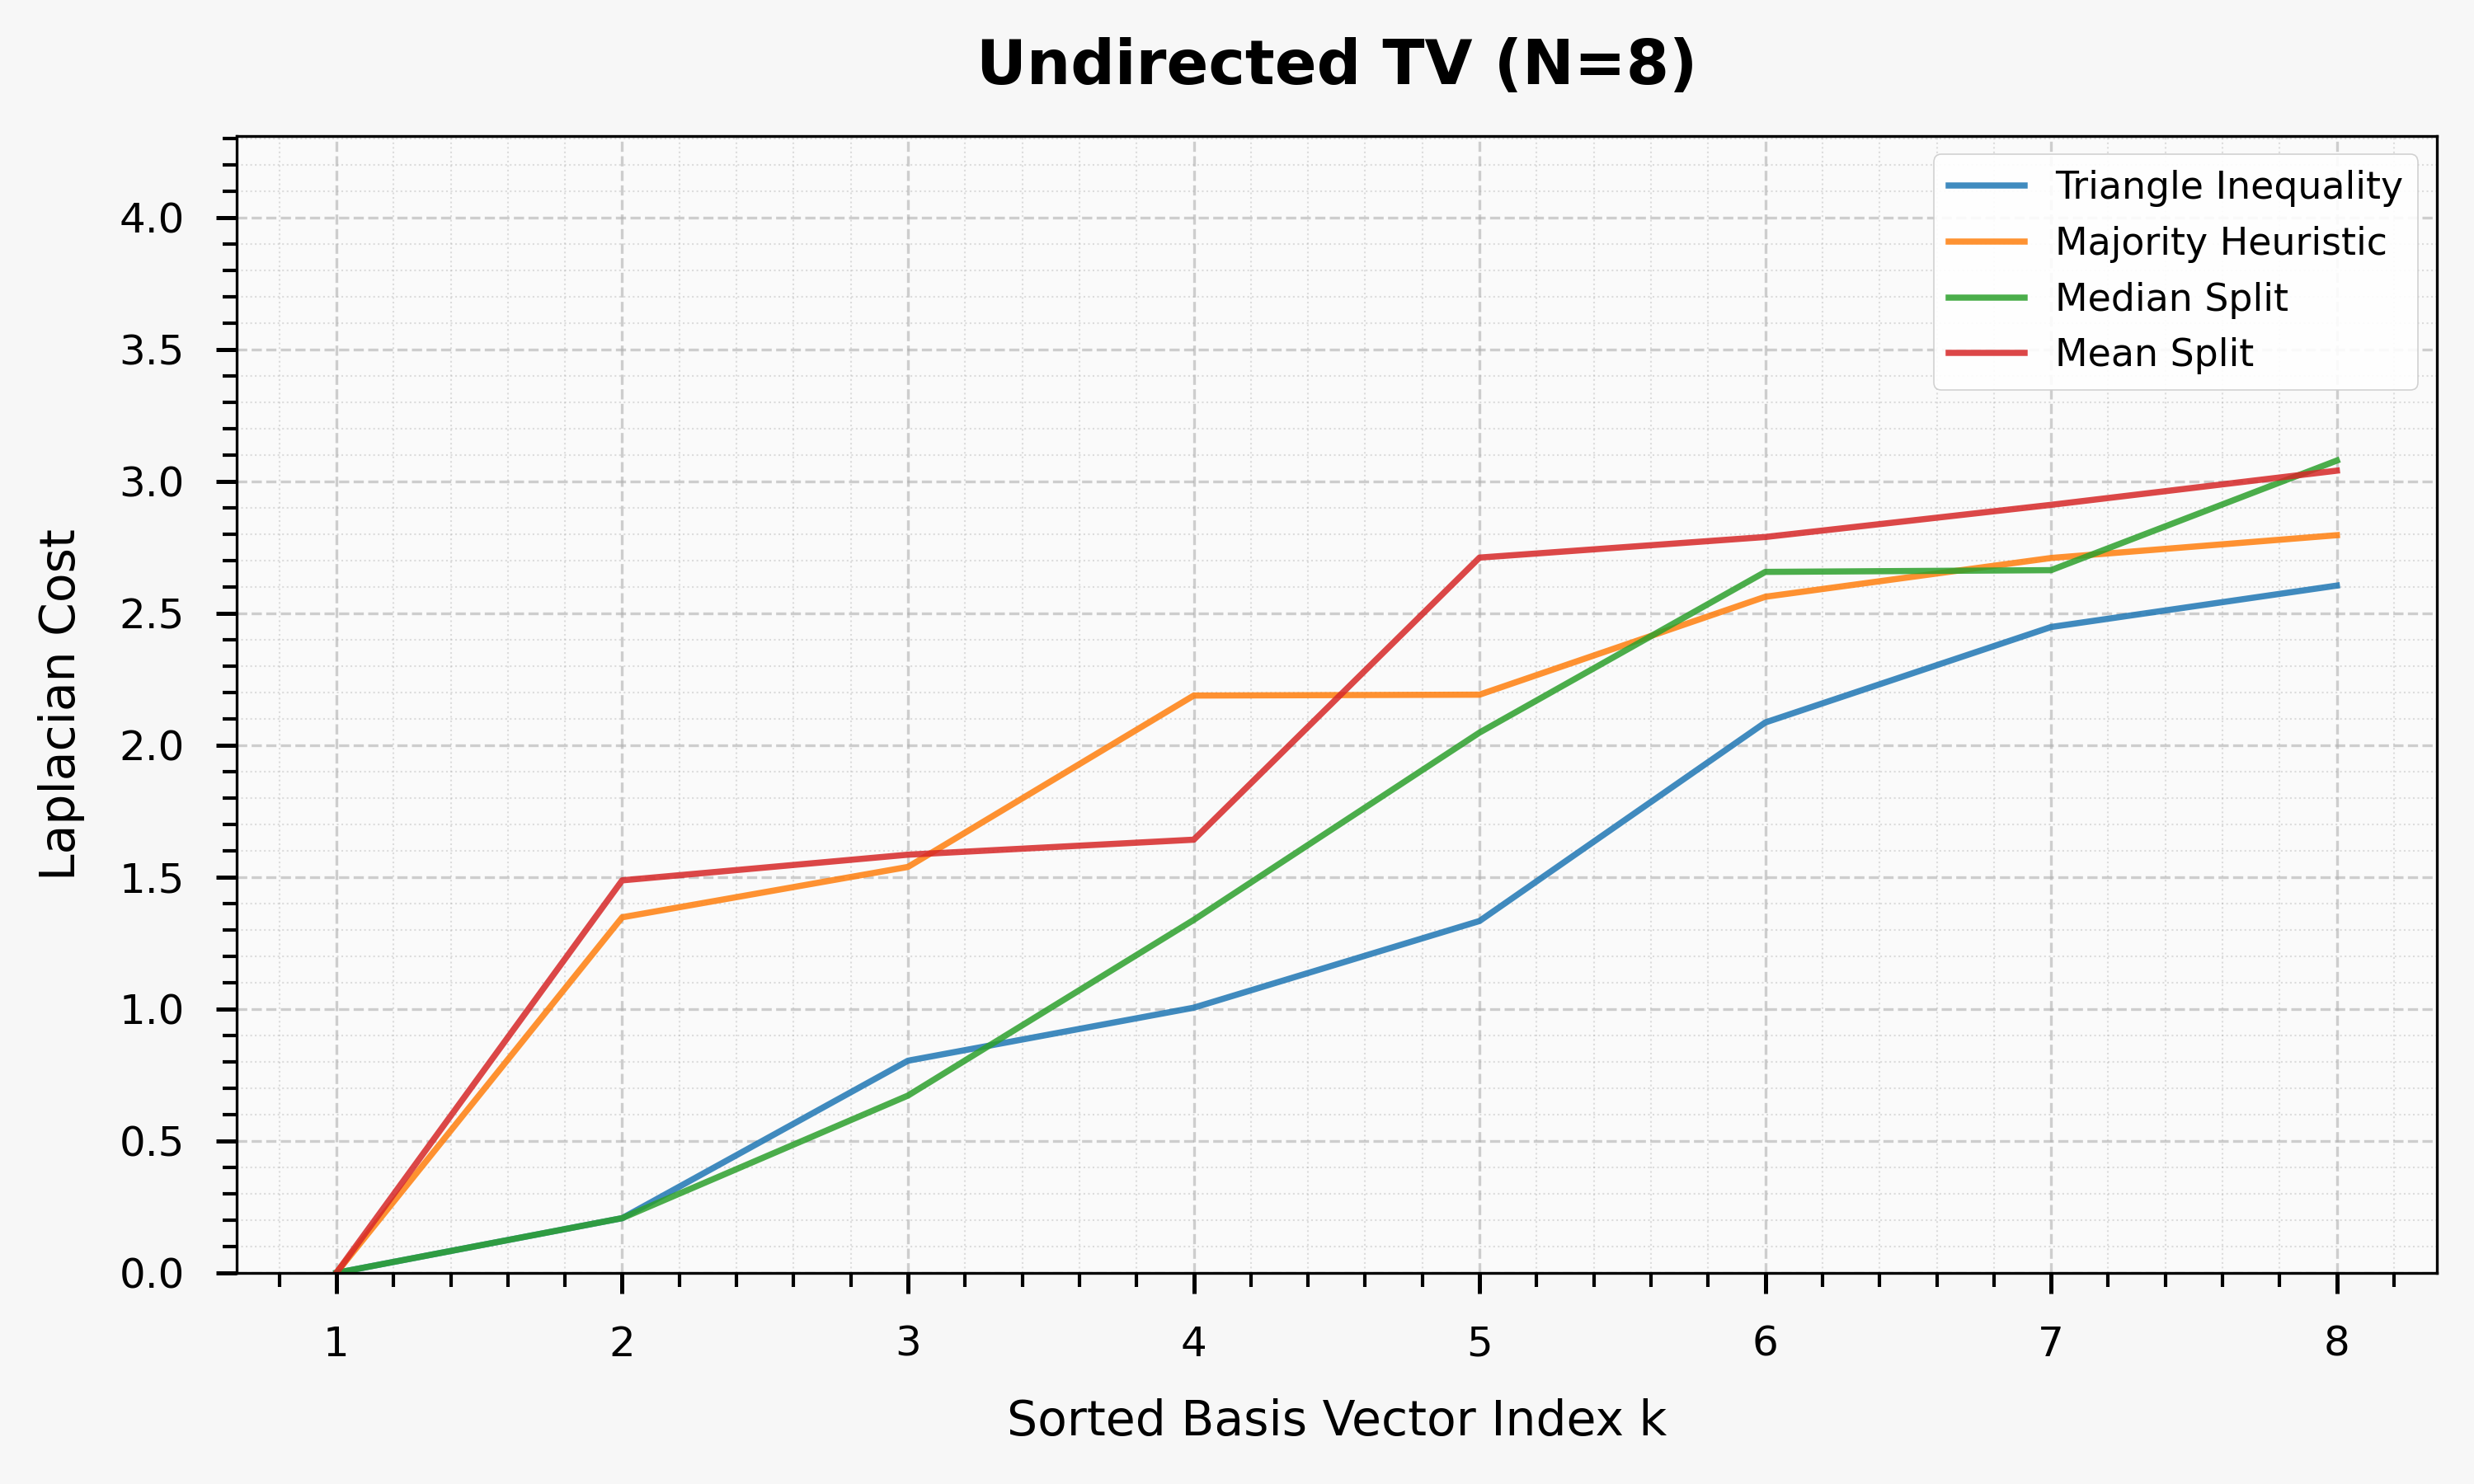 Undirected TV (N=8)
Triangle Inequality
Majority Heuristic
Median Split
Mean Split
Laplacian Cost
4.0
3.5
3.0
2.5
2.0
1.5
1.0
0.5
0.0
1 2 3 4 5 6 7 8
Sorted Basis Vector Index k